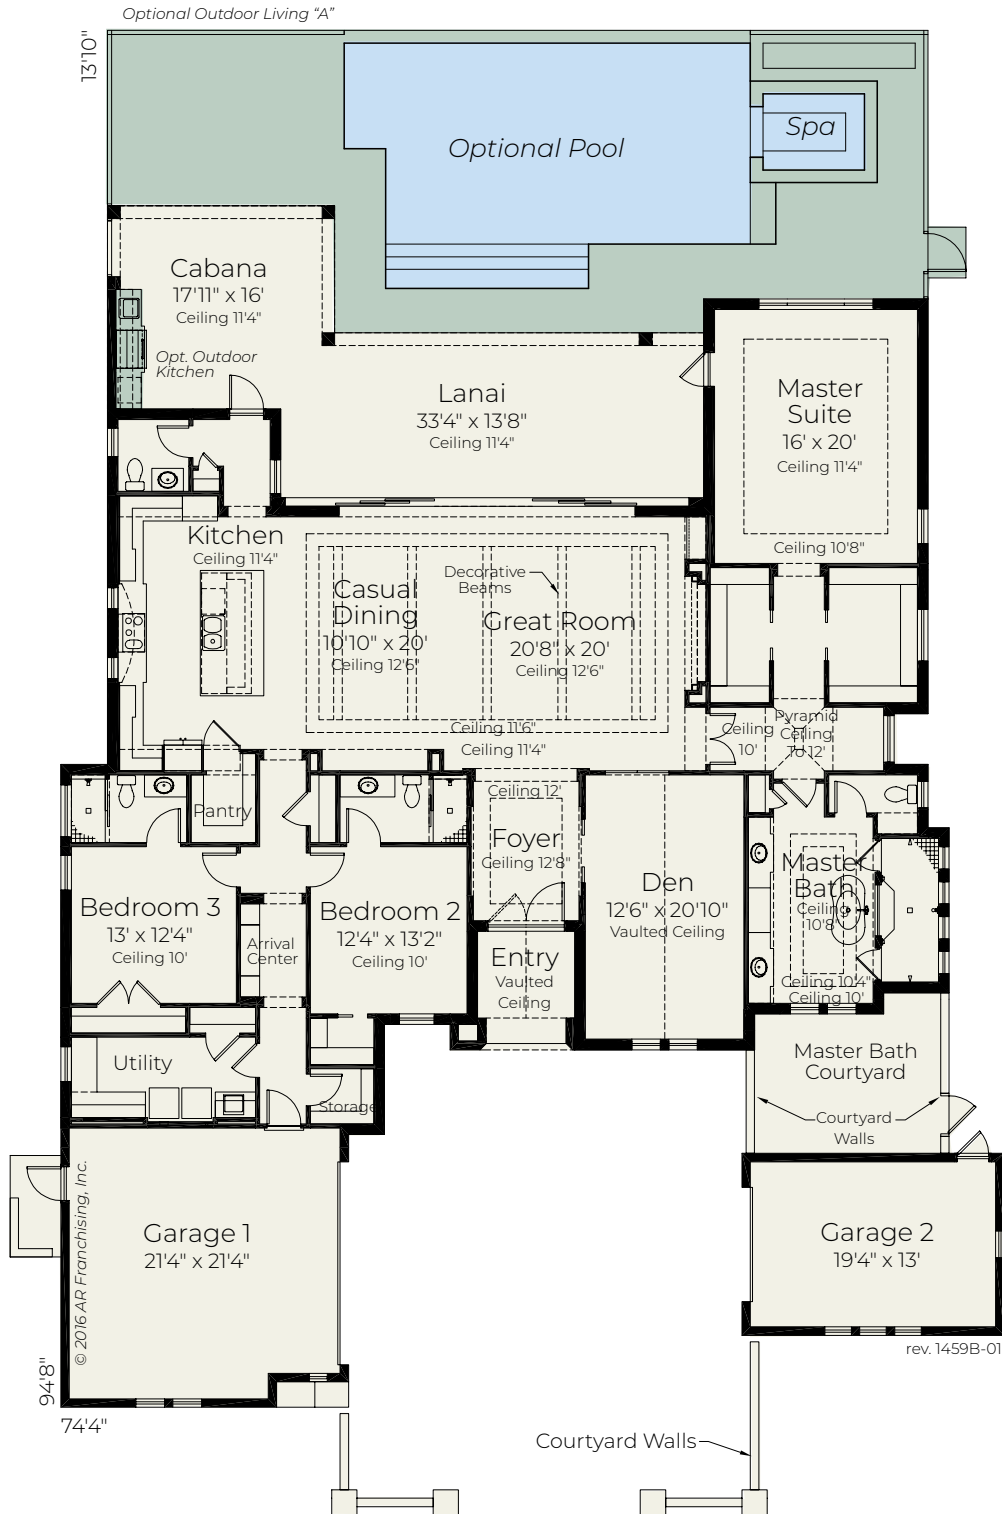 Optional Outdoor Living "A"
13'10"
Optional Pool
Spa
Cabana
17'11" x 16'
Ceiling 11'4"
Opt. Outdoor
Kitchen
Lanai
33'4" x 13'8"
Ceiling 11'4"
Master
Suite
16' x 20'
Ceiling 11'4"
Ceiling 10'8"
Kitchen
Ceiling 11'4"
Casual
Dining
10'10" x 20'
Ceiling 12'6"
Decorative
Beams
Great Room
20'8" x 20'
Ceiling 12'6"
Ceiling 11'6"
Ceiling 11'4"
Ceiling
10'
Pyramid
Ceiling
To 12'
Pantry
Ceiling 12'
Foyer
Ceiling 12'8"
Den
12'6" x 20'10"
Vaulted Ceiling
Master
Bath
Ceiling
10'8"
Ceiling 10'4"
Ceiling 10'
Bedroom 3
13' x 12'4"
Ceiling 10'
Arrival
Center
Bedroom 2
12'4" x 13'2"
Ceiling 10'
Entry
Vaulted
Ceiling
Utility
Storage
Master Bath
Courtyard
Courtyard
Walls
Garage 1
21'4" x 21'4"
© 2016 AR Franchising, Inc.
Garage 2
19'4" x 13'
rev. 1459B-01
94'8"
74'4"
Courtyard Walls